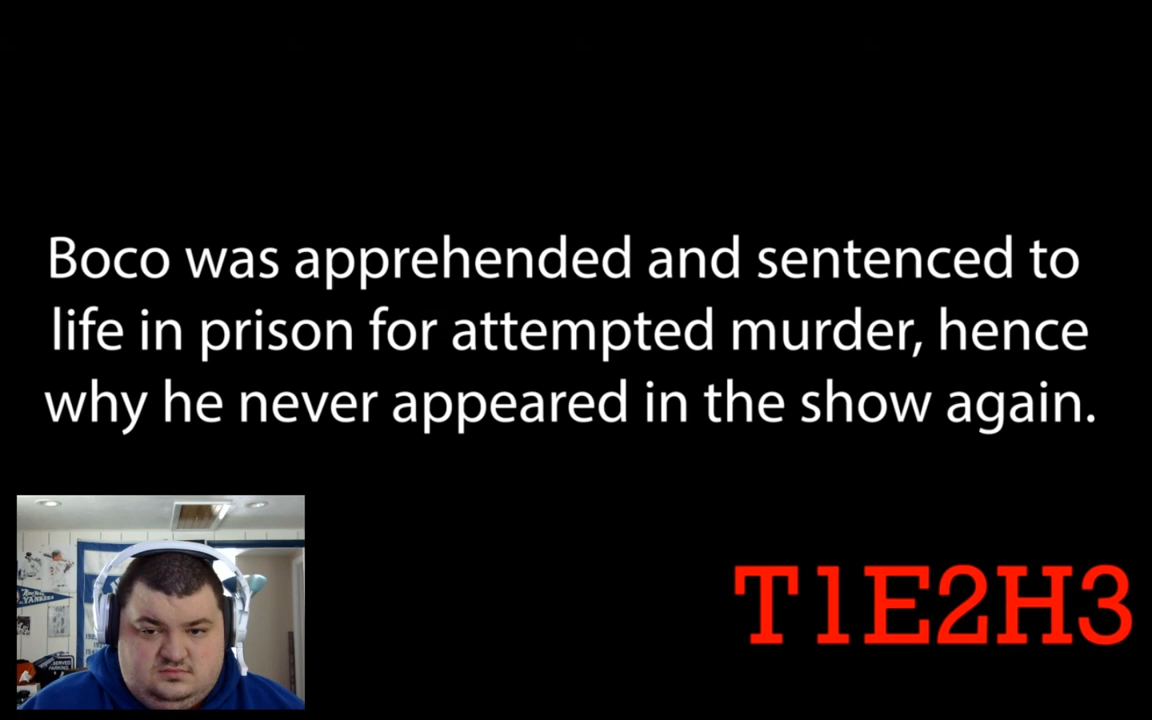 Boco was apprehended and sentenced to
life in prison for attempted murder, hence
why he never appeared in the show again.
T1E2H3
YANKEES